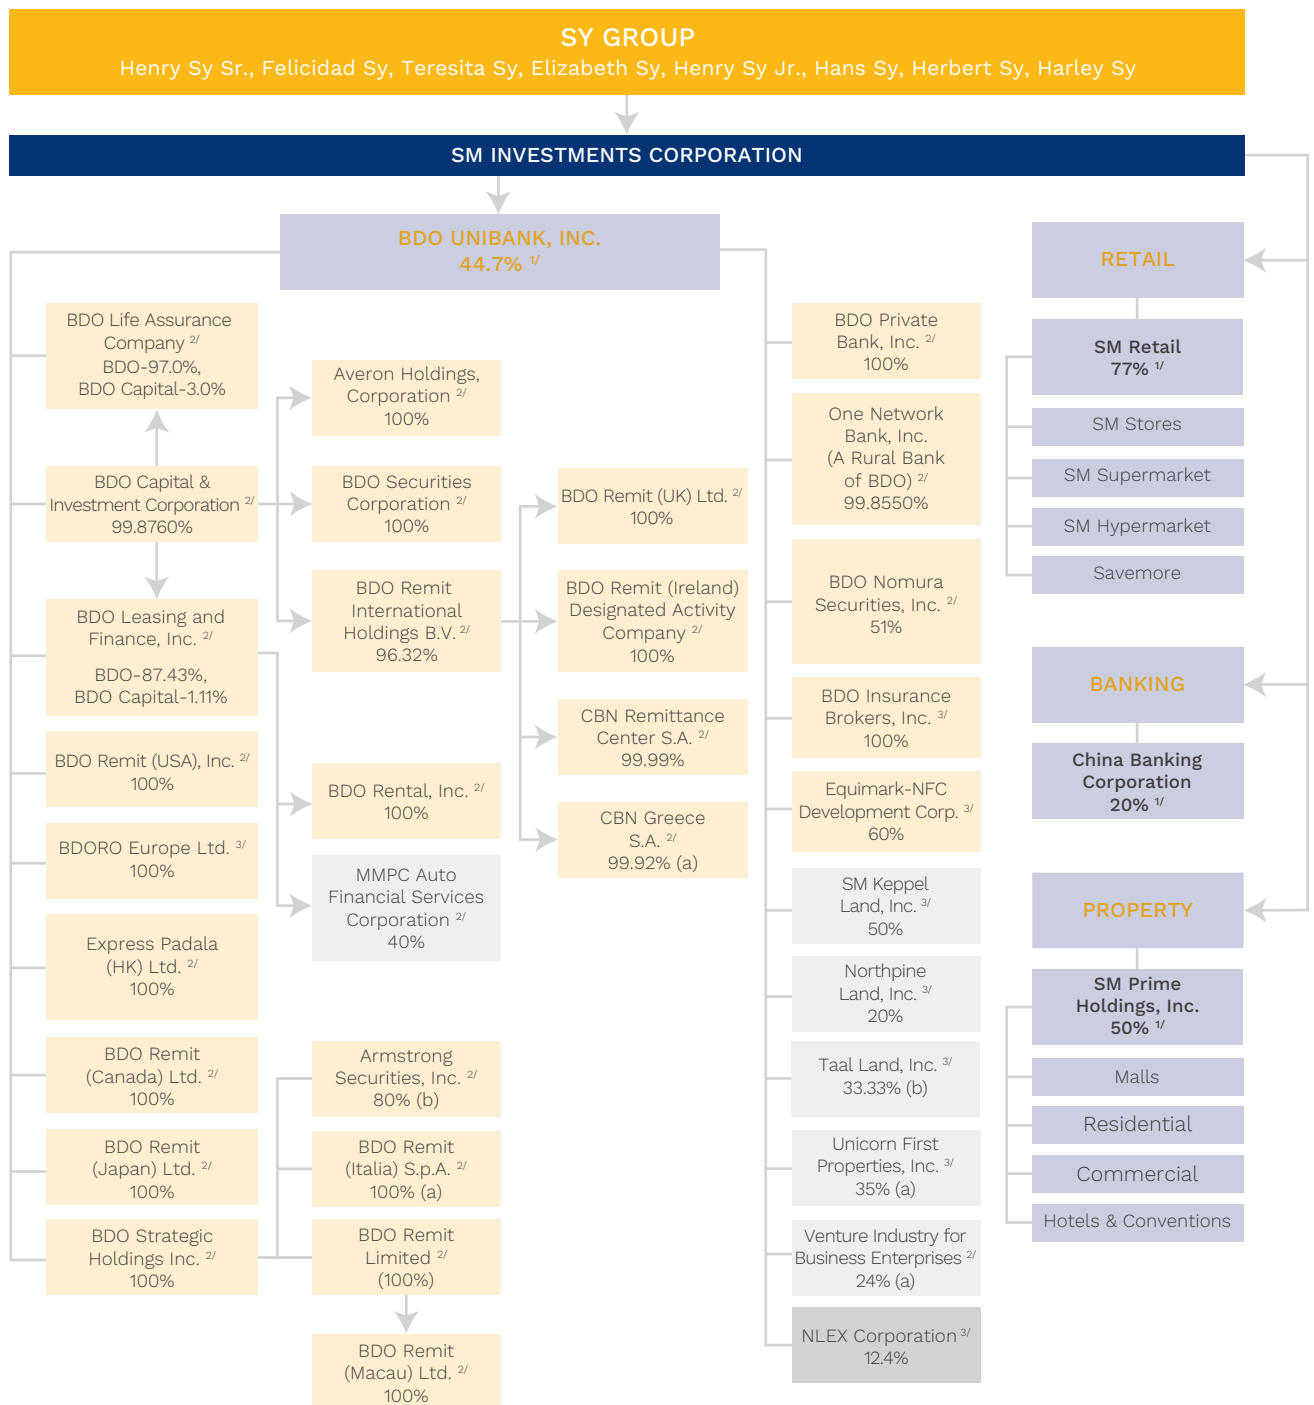 SY GROUP
Henry Sy Sr., Felicidad Sy, Teresita Sy, Elizabeth Sy, Henry Sy Jr., Hans Sy, Herbert Sy, Harley Sy
SM INVESTMENTS CORPORATION
BDO UNIBANK, INC.
44.7% 1/
BDO Life Assurance
Company 2/
BDO-97.0%,
BDO Capital-3.0%
BDO Capital &
Investment Corporation 2/
99.8760%
BDO Leasing and
Finance, Inc. 2/
BDO-87.43%,
BDO Capital-1.11%
BDO Remit (USA), Inc. 2/
100%
BDORO Europe Ltd. 3/
100%
Express Padala
(HK) Ltd. 2/
100%
BDO Remit
(Canada) Ltd. 2/
100%
BDO Remit
(Japan) Ltd. 2/
100%
BDO Strategic
Holdings Inc. 2/
100%
Averon Holdings,
Corporation 2/
100%
BDO Securities
Corporation 2/
100%
BDO Remit
International
Holdings B.V. 2/
96.32%
BDO Rental, Inc. 2/
100%
MMPC Auto
Financial Services
Corporation 2/
40%
Armstrong
Securities, Inc. 2/
80% (b)
BDO Remit
(Italia) S.p.A. 2/
100% (a)
BDO Remit
Limited 2/
(100%)
BDO Remit
(Macau) Ltd. 2/
100%
BDO Remit (UK) Ltd. 2/
100%
BDO Remit (Ireland)
Designated Activity
Company 2/
100%
CBN Remittance
Center S.A. 2/
99.99%
CBN Greece
S.A. 2/
99.92% (a)
BDO Private
Bank, Inc. 2/
100%
One Network
Bank, Inc.
(A Rural Bank
of BDO) 2/
99.8550%
BDO Nomura
Securities, Inc. 2/
51%
BDO Insurance
Brokers, Inc. 3/
100%
Equimark-NFC
Development Corp. 3/
60%
SM Keppel
Land, Inc. 3/
50%
Northpine
Land, Inc. 3/
20%
Taal Land, Inc. 3/
33.33% (b)
Unicorn First
Properties, Inc. 3/
35% (a)
Venture Industry for
Business Enterprises 2/
24% (a)
NLEX Corporation 3/
12.4%
RETAIL
SM Retail
77% 1/
SM Stores
SM Supermarket
SM Hypermarket
Savemore
BANKING
China Banking
Corporation
20% 1/
PROPERTY
SM Prime
Holdings, Inc.
50% 1/
Malls
Residential
Commercial
Hotels & Conventions